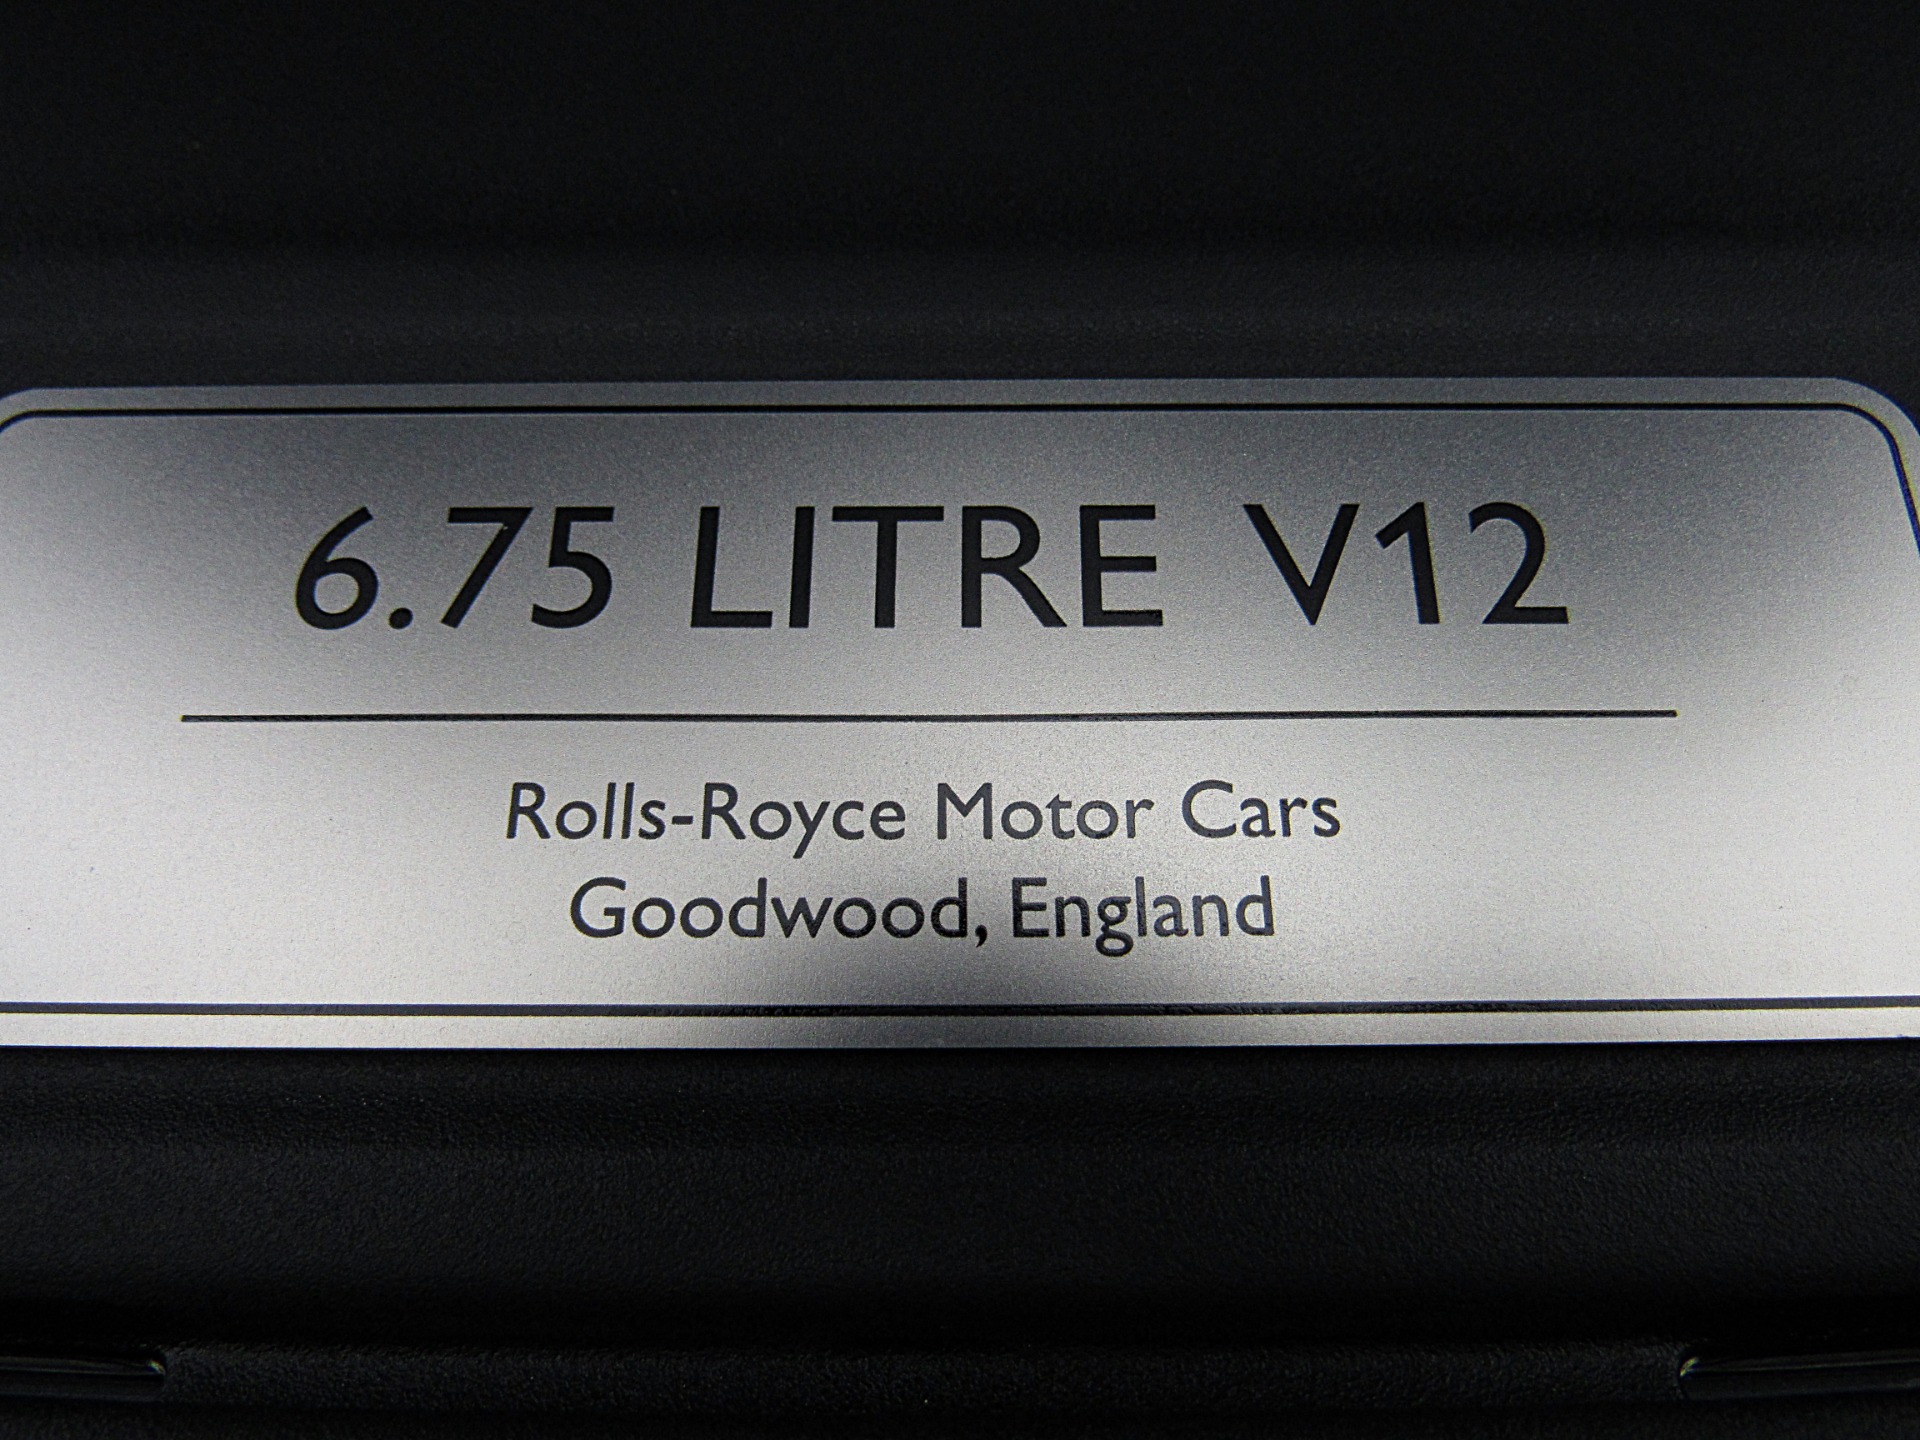 6.75 LITRE V12
Rolls-Royce Motor Cars
Goodwood, England